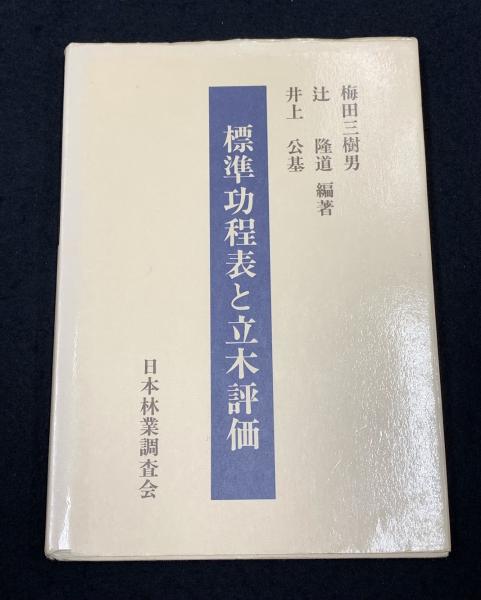 梅田三樹男
辻 隆道 編著
井上 公基
標準功程表と立木評価
日本林業調査会